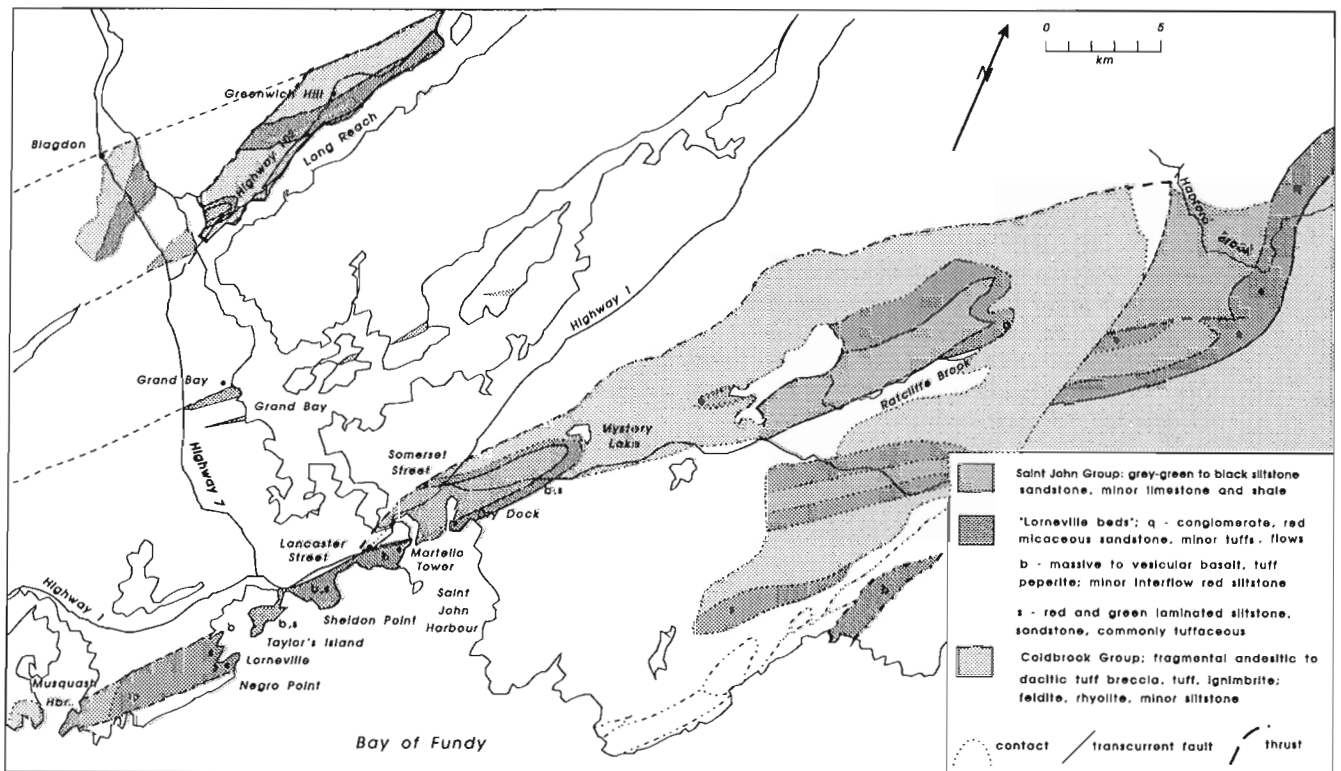 0 5
km
N
Greenwich Hill
Blagdon
Highway 102
Long Reach
Highway 1
Ratcliffe Brook
Grand Bay
Grand Bay
Mystery
Lake
Highway 7
Somerset
Street
b,s
Dry Dock
Lancaster
Street
b
Martello
Tower
b,s
Saint
John
Harbour
Highway 1
Sheldon Point
b,s
Taylor's Island
b
Lorneville
Negro Point
Musquash
Hbr.
Bay of Fundy
s
b
Saint John Group: grey-green to black siltstone
sandstone, minor limestone and shale
'Lorneville beds'; q - conglomerate, red
micaceous sandstone, minor tuffs, flows
b - massive to vesicular basalt, tuff
peperite; minor interflow red siltstone
s - red and green laminated siltstone,
sandstone, commonly tuffaceous
Coldbrook Group; fragmental andesitic to
dacitic tuff breccia, tuff, ignimbrite;
feldite, rhyolite, minor siltstone
contact transcurrent fault thrust